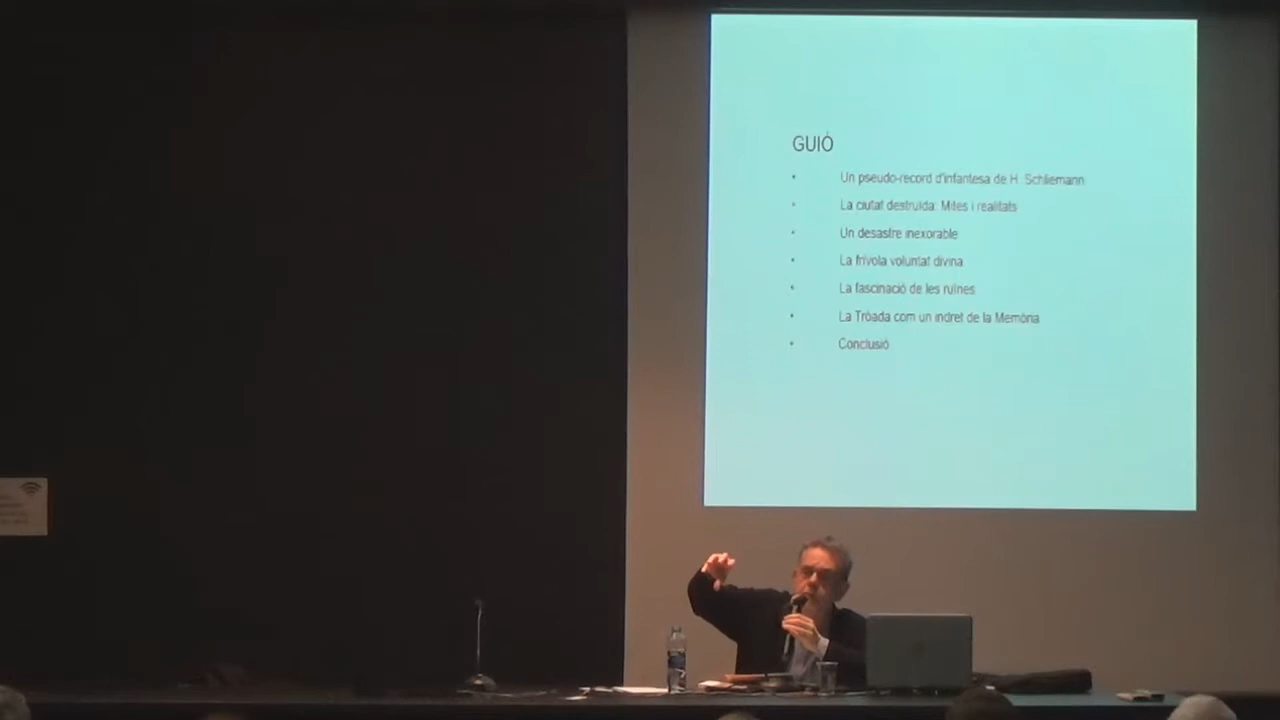 GUIÓ
• Un pseudo-record d'infantesa de H. Schliemann
• La ciutat destruïda: Mites i realitats
• Un desastre inexorable
• La frívola voluntat divina
• La fascinació de les ruïnes
• La Tròada com un indret de la Memòria
• Conclusió